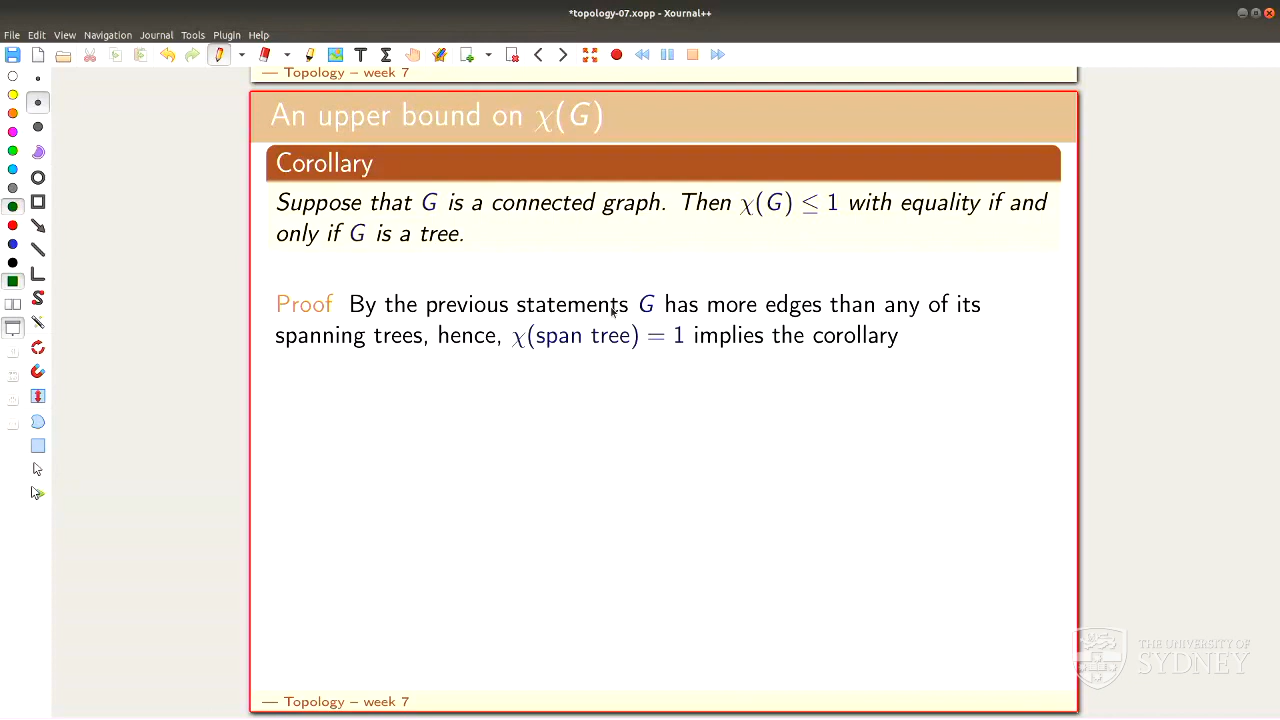 *topology-07.xopp - Xournal++
File Edit View Navigation Journal Tools Plugin Help
— Topology – week 7
An upper bound on χ(G)
Corollary
Suppose that G is a connected graph. Then χ(G) ≤ 1 with equality if and
only if G is a tree.
Proof By the previous statements G has more edges than any of its
spanning trees, hence, χ(span tree) = 1 implies the corollary
THE UNIVERSITY OF
SYDNEY
— Topology – week 7